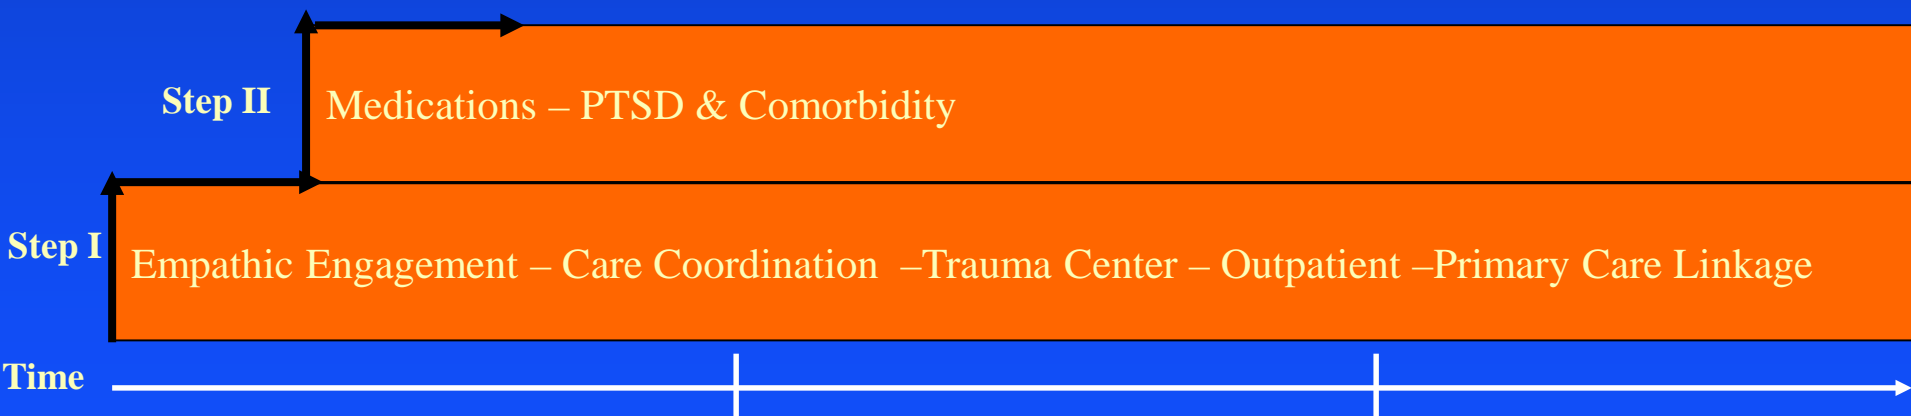 Step II
Medications – PTSD & Comorbidity
Step I
Empathic Engagement – Care Coordination –Trauma Center – Outpatient –Primary Care Linkage
Time